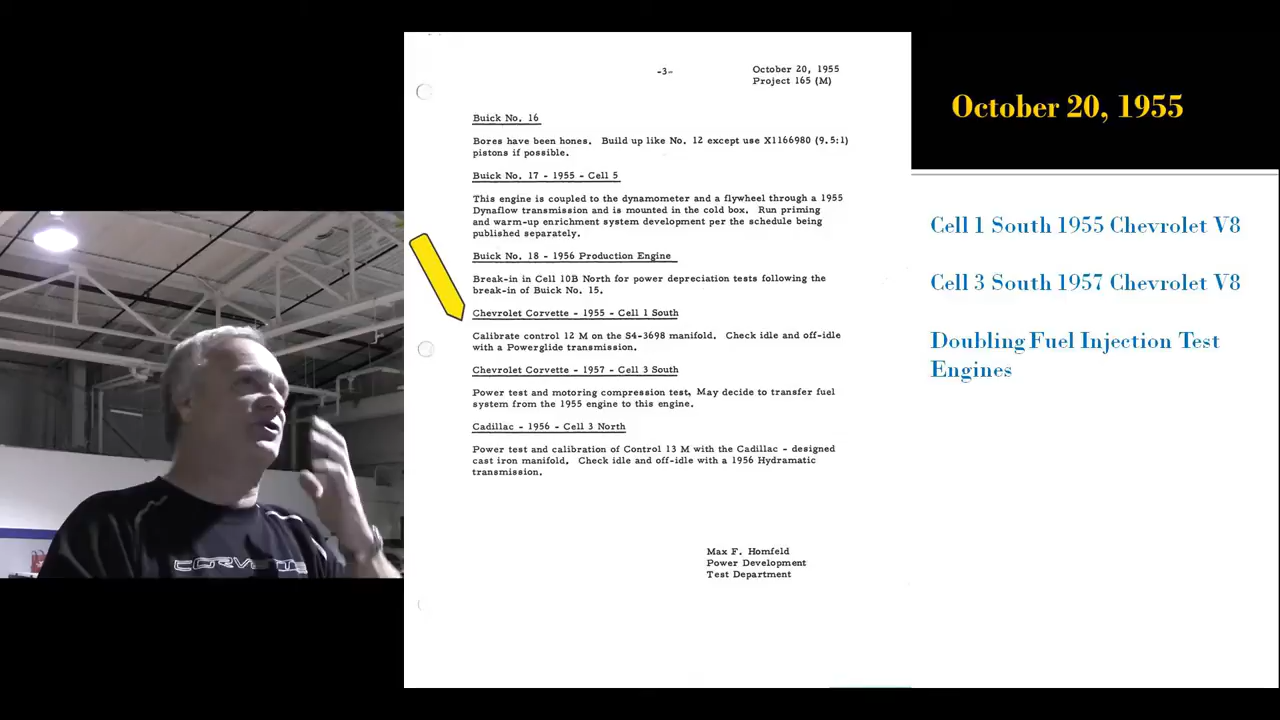 -3-
October 20, 1955
Project 165 (M)
Buick No. 16
Bores have been hones. Build up like No. 12 except use X1166980 (9.5:1)
pistons if possible.
Buick No. 17 - 1955 - Cell 5
This engine is coupled to the dynamometer and a flywheel through a 1955
Dynaflow transmission and is mounted in the cold box. Run priming
and warm-up enrichment system development per the schedule being
published separately.
Buick No. 18 - 1956 Production Engine
Break-in in Cell 10B North for power depreciation tests following the
break-in of Buick No. 15.
Chevrolet Corvette - 1955 - Cell 1 South
Calibrate control 12 M on the S4-3698 manifold. Check idle and off-idle
with a Powerglide transmission.
Chevrolet Corvette - 1957 - Cell 3 South
Power test and motoring compression test, May decide to transfer fuel
system from the 1955 engine to this engine.
Cadillac - 1956 - Cell 3 North
Power test and calibration of Control 13 M with the Cadillac - designed
cast iron manifold. Check idle and off-idle with a 1956 Hydramatic
transmission.
Max F. Homfeld
Power Development
Test Department
October 20, 1955
Cell 1 South 1955 Chevrolet V8
Cell 3 South 1957 Chevrolet V8
Doubling Fuel Injection Test
Engines
CORVETTE